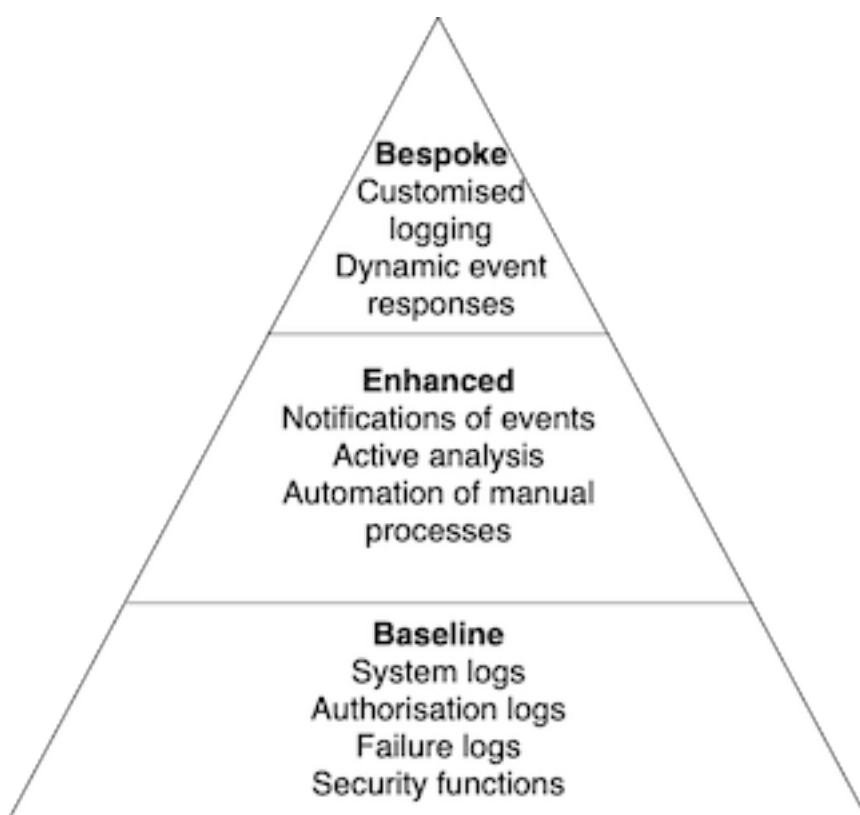 Bespoke
Customised
logging
Dynamic event
responses
Enhanced
Notifications of events
Active analysis
Automation of manual
processes
Baseline
System logs
Authorisation logs
Failure logs
Security functions